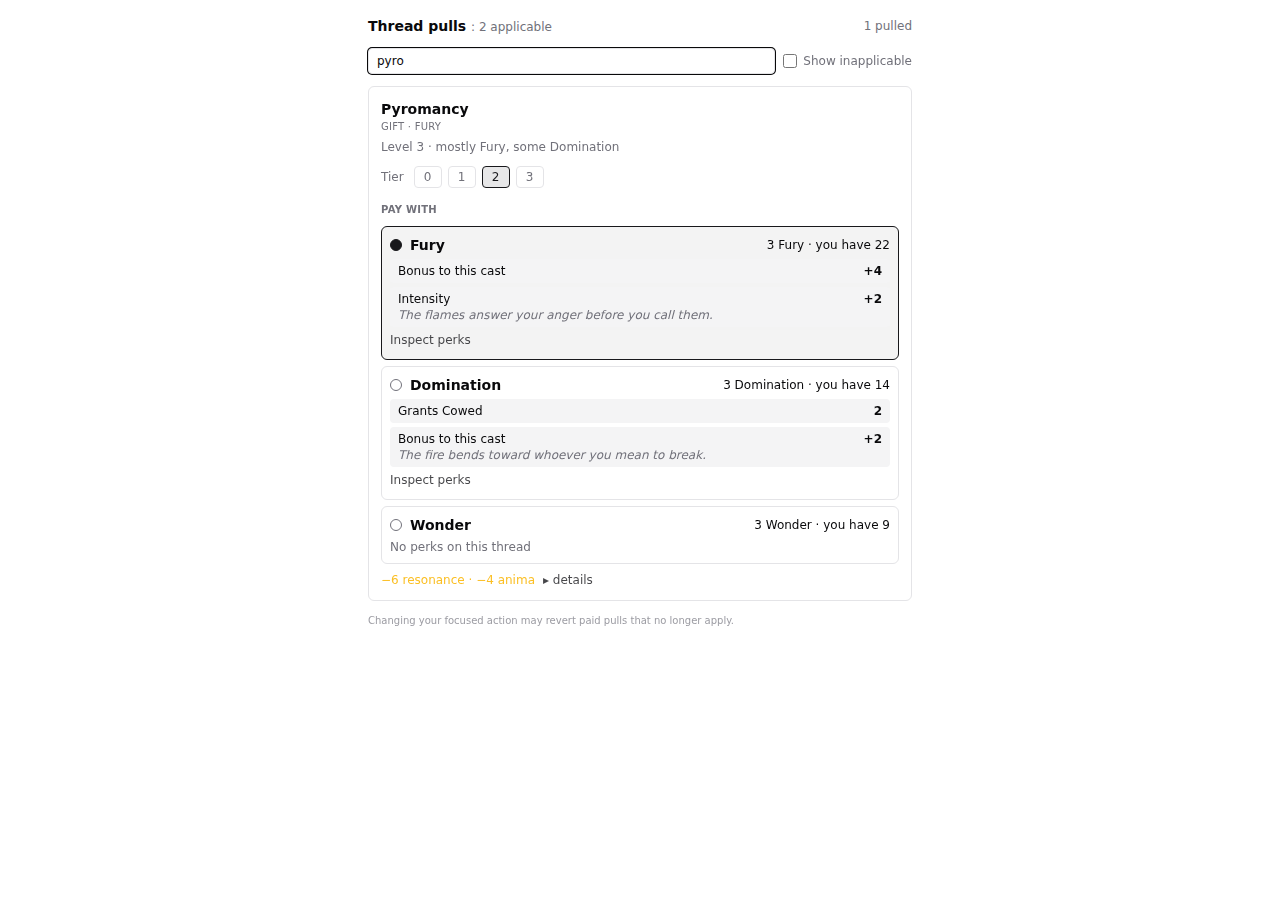 Thread pulls : 2 applicable 1 pulled
pyro Show inapplicable
Pyromancy
GIFT · FURY
Level 3 · mostly Fury, some Domination
Tier 0 1 2 3
PAY WITH
Fury 3 Fury · you have 22
Bonus to this cast +4
Intensity +2
The flames answer your anger before you call them.
Inspect perks
Domination 3 Domination · you have 14
Grants Cowed 2
Bonus to this cast +2
The fire bends toward whoever you mean to break.
Inspect perks
Wonder 3 Wonder · you have 9
No perks on this thread
−6 resonance · −4 anima ▸ details
Changing your focused action may revert paid pulls that no longer apply.